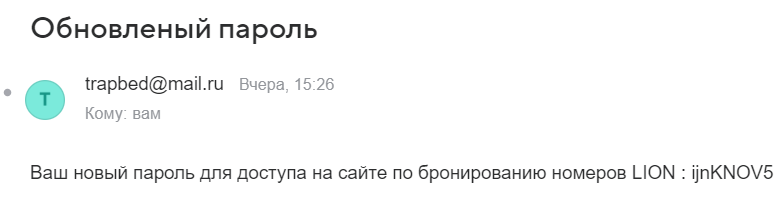 Обновленый пароль
T
trapbed@mail.ru Вчера, 15:26
Кому: вам
Ваш новый пароль для доступа на сайте по бронированию номеров LION : ijnKNOV5